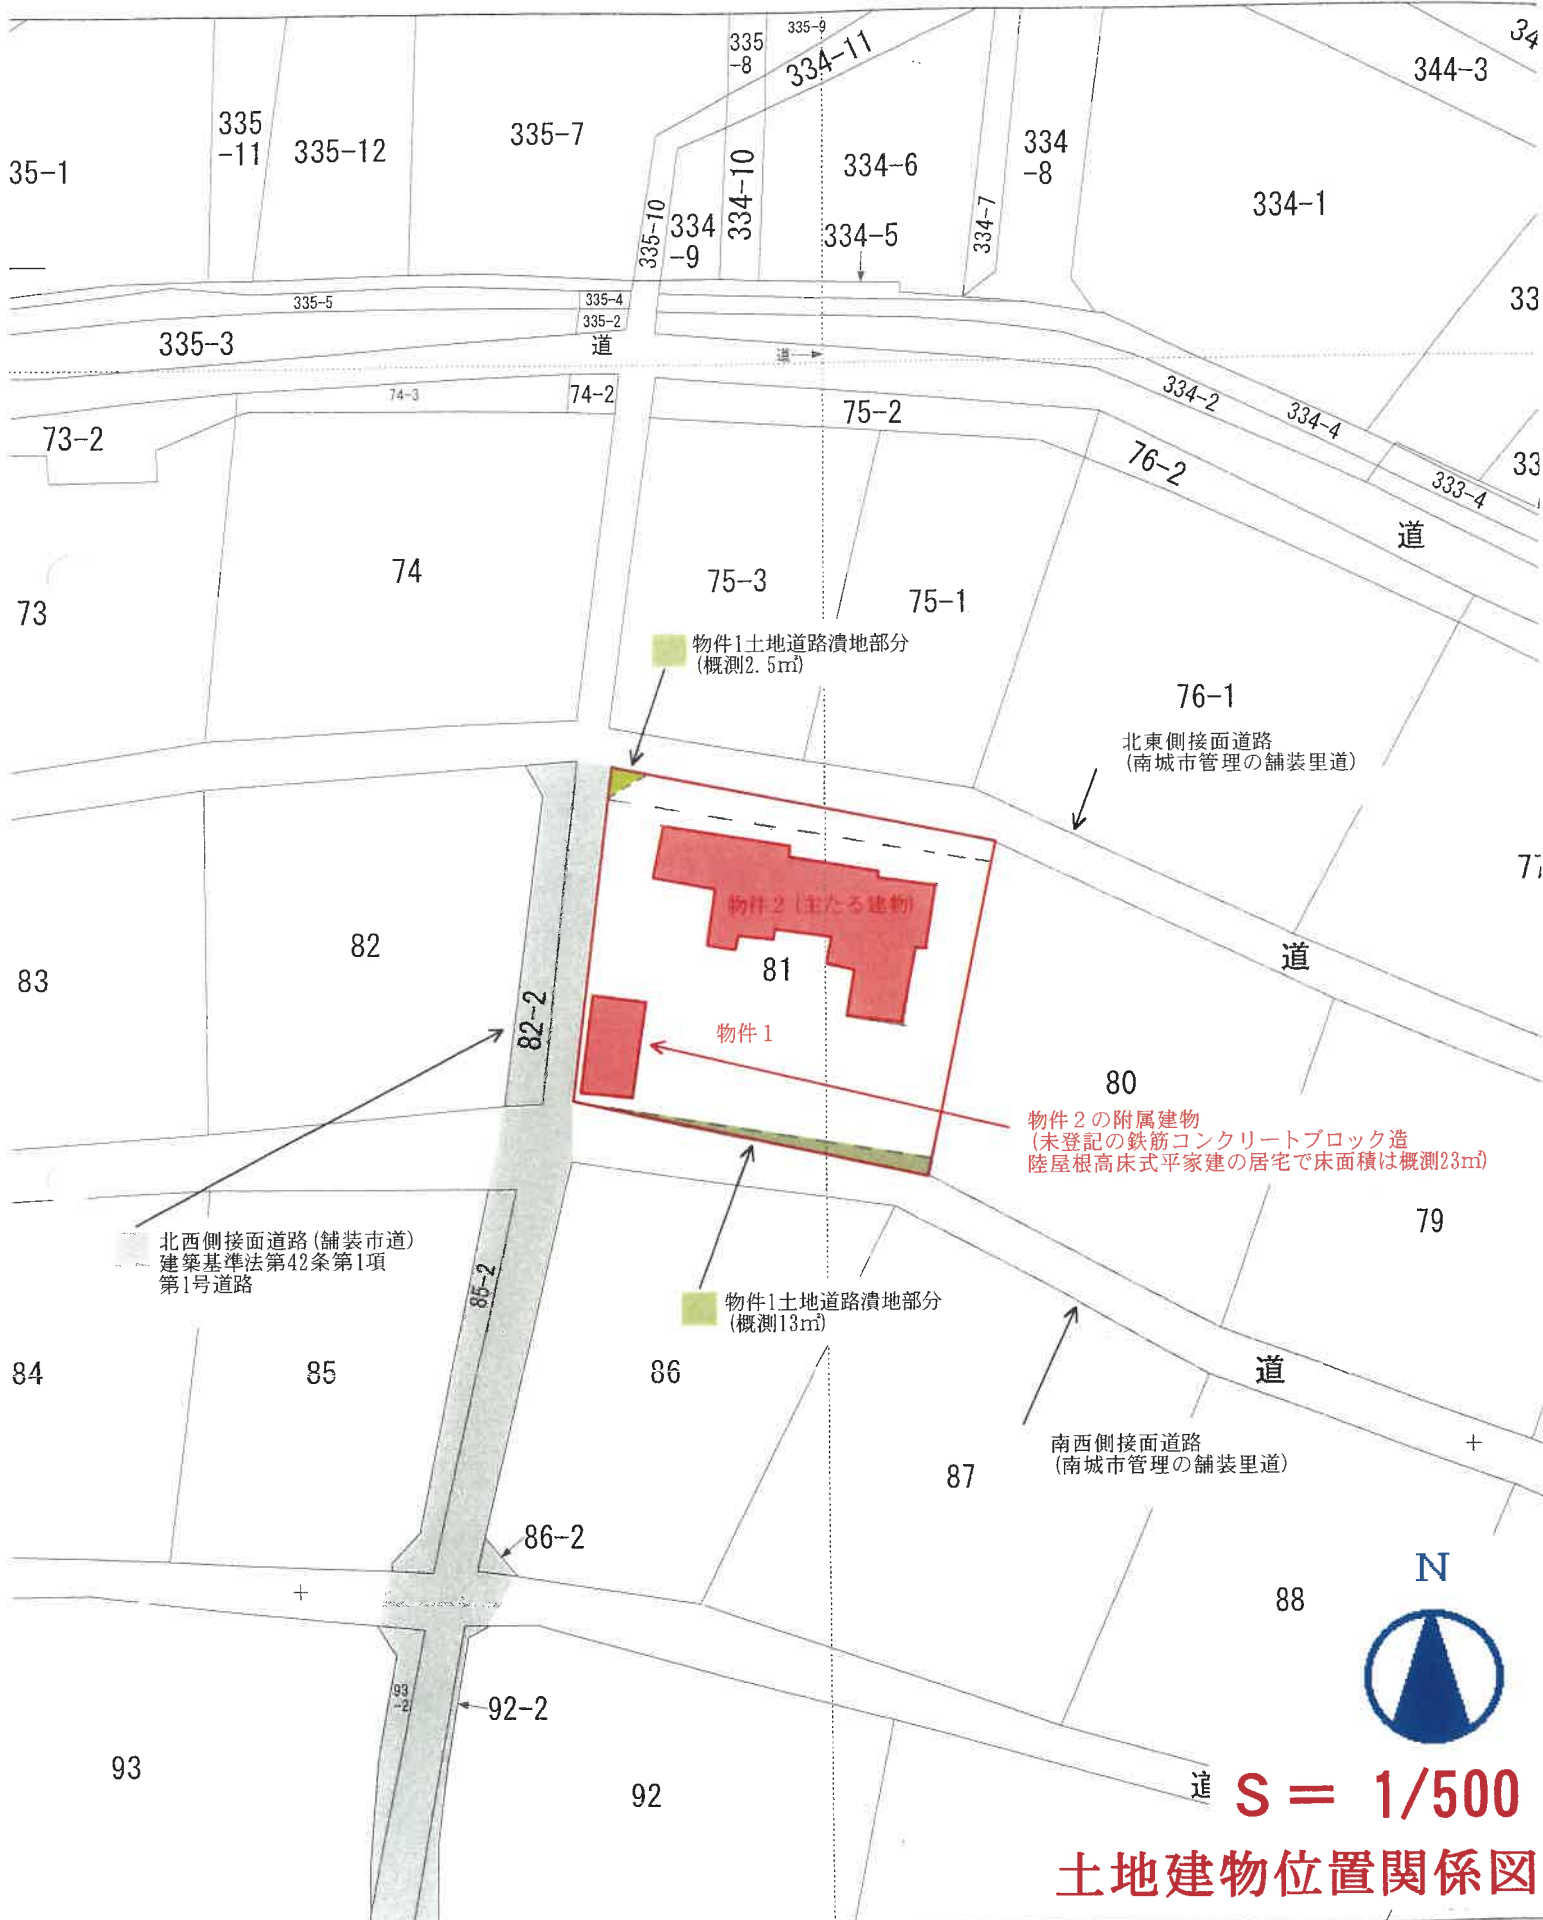 335-9
34
335
-8
334-11
344-3
335
-11
335-12
335-7
334
-8
35-1
334-10
334-6
334-1
335-10
334
-9
334-5
334-7
33
335-5
335-4
335-2
335-3
道
道
74-3
74-2
75-2
334-2
334-4
73-2
76-2
33
333-4
道
74
75-3
75-1
73
物件1土地道路潰地部分
(概測2.5㎡)
76-1
北東側接面道路
(南城市管理の舗装里道)
77
物件2(主たる建物)
82
81
道
83
82-2
物件1
80
物件2の附属建物
(未登記の鉄筋コンクリートブロック造
陸屋根高床式平家建の居宅で床面積は概測23㎡)
79
北西側接面道路(舗装市道)
建築基準法第42条第1項
第1号道路
85-2
物件1土地道路潰地部分
(概測13㎡)
84
85
86
道
南西側接面道路
(南城市管理の舗装里道)
87
86-2
N
88
93
-2
92-2
93
92
道
S = 1/500
土地建物位置関係図